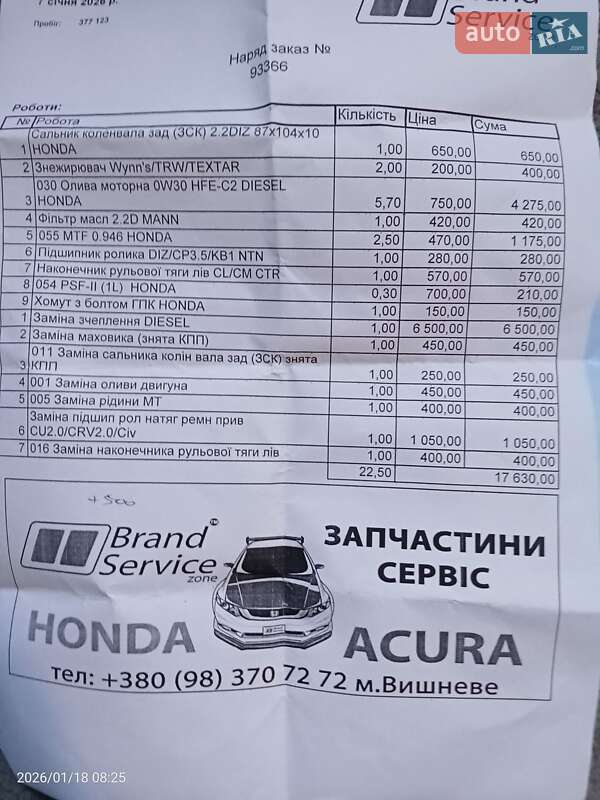 7 січня 2026 р.
Пробіг: 377 123
Brand
Service
auto RIA .com
Наряд заказ №
93366
Роботи:
№ Робота Кількість Ціна Сума
Сальник коленвала зад (ЗСК) 2.2DIZ 87x104x10
1 HONDA 1,00 650,00 650,00
2 Знежирювач Wynn's/TRW/TEXTAR 2,00 200,00 400,00
030 Олива моторна 0W30 HFE-C2 DIESEL
3 HONDA 5,70 750,00 4 275,00
4 Фільтр масл 2.2D MANN 1,00 420,00 420,00
5 055 MTF 0.946 HONDA 2,50 470,00 1 175,00
6 Підшипник ролика DIZ/CP3.5/KB1 NTN 1,00 280,00 280,00
7 Наконечник рульової тяги лів CL/CM CTR 1,00 570,00 570,00
8 054 PSF-II (1L) HONDA 0,30 700,00 210,00
9 Хомут з болтом ГПК HONDA 1,00 150,00 150,00
1 Заміна зчеплення DIESEL 1,00 6 500,00 6 500,00
2 Заміна маховика (знята КПП) 1,00 450,00 450,00
011 Заміна сальника колін вала зад (ЗСК) знята
3 КПП 1,00 250,00 250,00
4 001 Заміна оливи двигуна 1,00 450,00 450,00
5 005 Заміна рідини МТ 1,00 400,00 400,00
Заміна підшип рол натяг ремн прив
6 CU2.0/CRV2.0/Civ 1,00 1 050,00 1 050,00
7 016 Заміна наконечника рульової тяги лів 1,00 400,00 400,00
22,50 17 630,00
+500
Brand™
Service
zone
ЗАПЧАСТИНИ
СЕРВІС
HONDA ACURA
тел: +380 (98) 370 72 72 м.Вишневе
2026/01/18 08:25